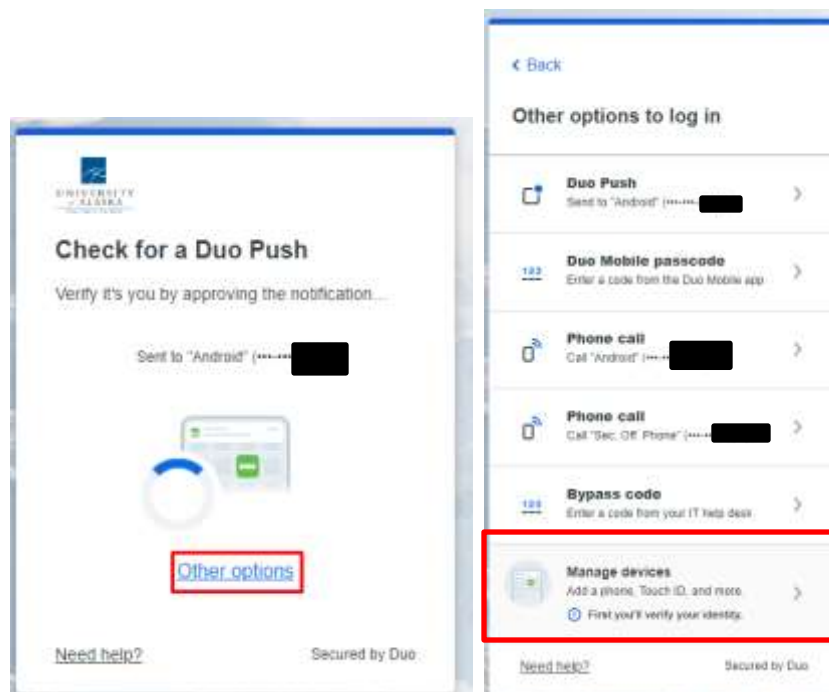 UNIVERSITY
of ALASKA
Check for a Duo Push
Verify it's you by approving the notification...
Sent to "Android" (•••-•••
Other options
Need help?
Secured by Duo
Back
Other options to log in
Duo Push
Send to "Android" (•••-•••-
Duo Mobile passcode
Enter a code from the Duo Mobile app
Phone call
Call "Android" (•••-••
Phone call
Call "Sec. Off. Phone" (•••-••
Bypass code
Enter a code from your IT help desk
Manage devices
Add a phone, Touch ID, and more.
First you'll verify your identity.
Need help?
Secured by Duo